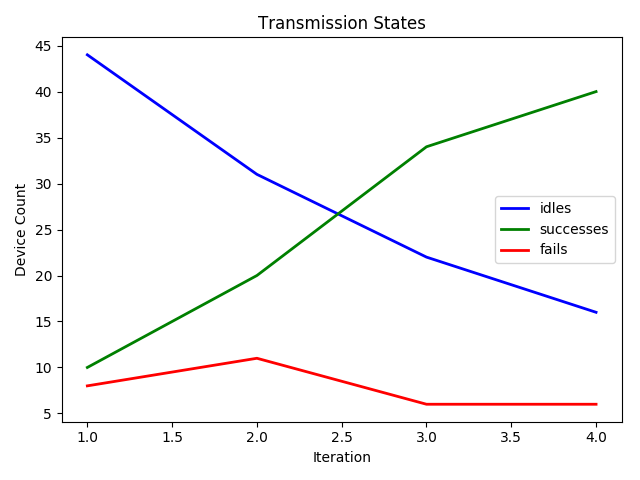 Transmission States
45
40
35
30
25
20
15
10
5
Device Count
idles
successes
fails
1.0 1.5 2.0 2.5 3.0 3.5 4.0
Iteration